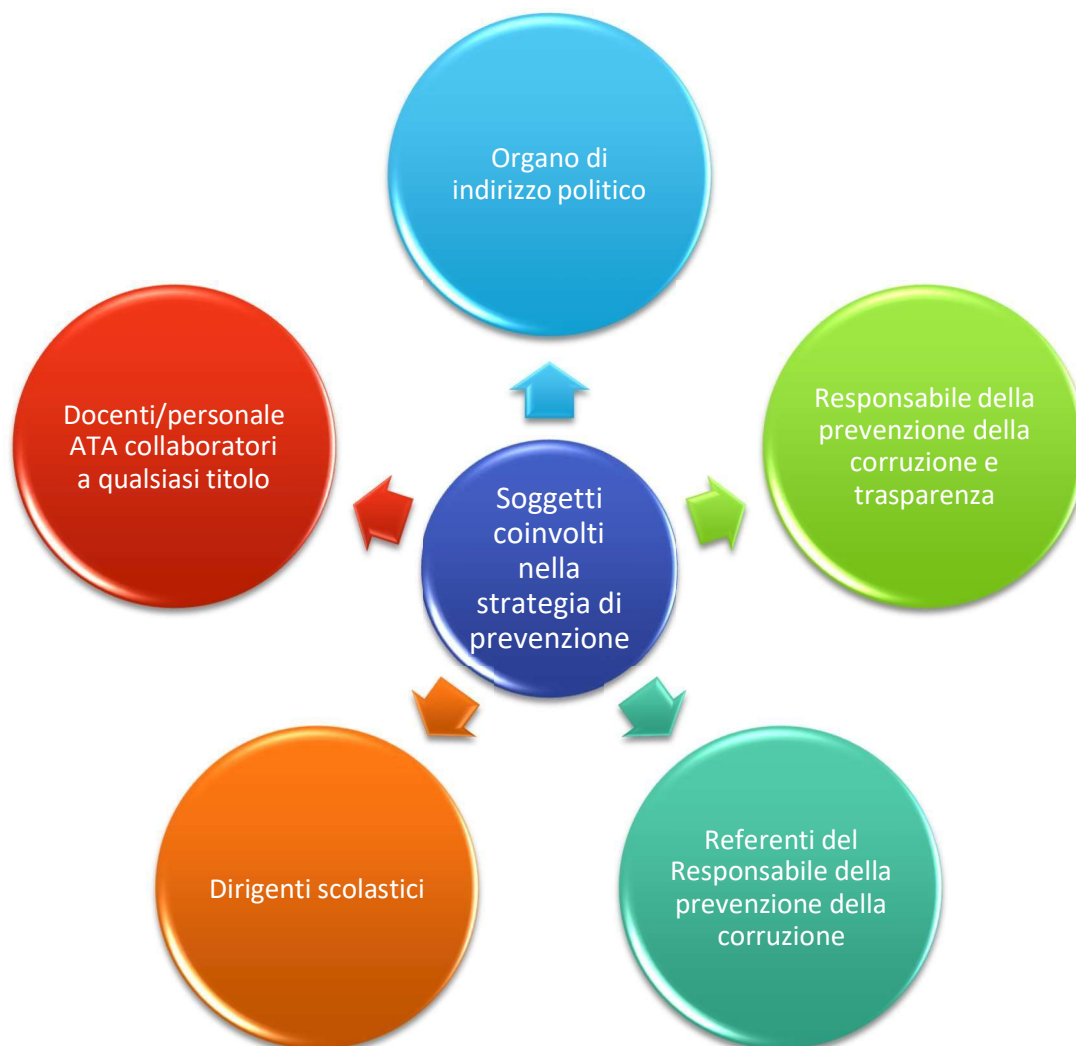 Organo di
indirizzo politico
Responsabile della
prevenzione della
corruzione e
trasparenza
Referenti del
Responsabile della
prevenzione della
corruzione
Dirigenti scolastici
Docenti/personale
ATA collaboratori
a qualsiasi titolo
Soggetti
coinvolti
nella
strategia di
prevenzione